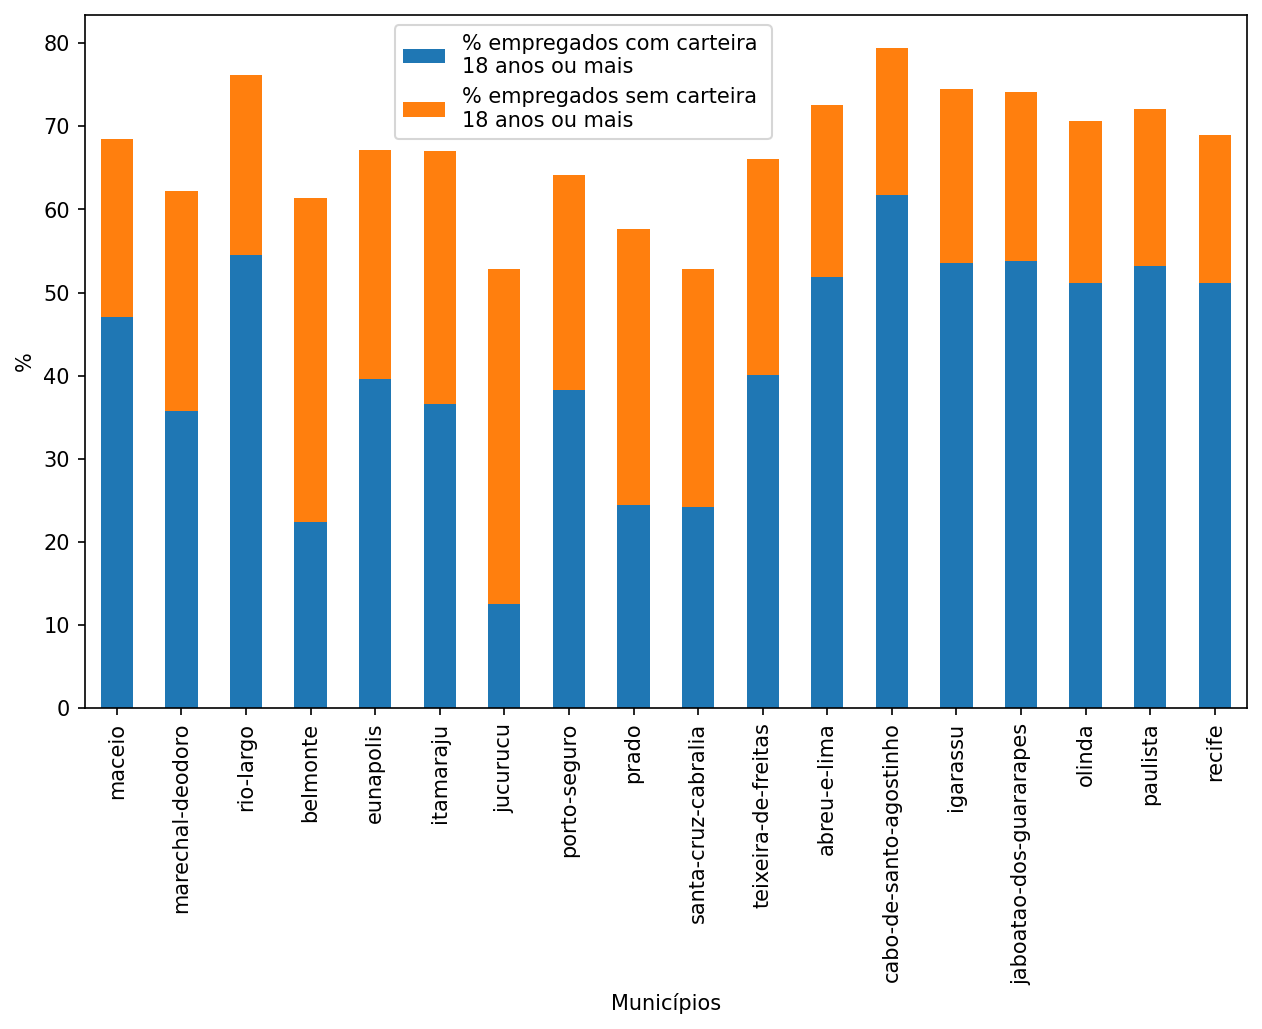 % empregados com carteira
18 anos ou mais
% empregados sem carteira
18 anos ou mais
80
70
60
50
40
30
20
10
0
%
maceio
marechal-deodoro
rio-largo
belmonte
eunapolis
itamaraju
jucurucu
porto-seguro
prado
santa-cruz-cabralia
teixeira-de-freitas
abreu-e-lima
cabo-de-santo-agostinho
igarassu
jaboatao-dos-guararapes
olinda
paulista
recife
Municípios